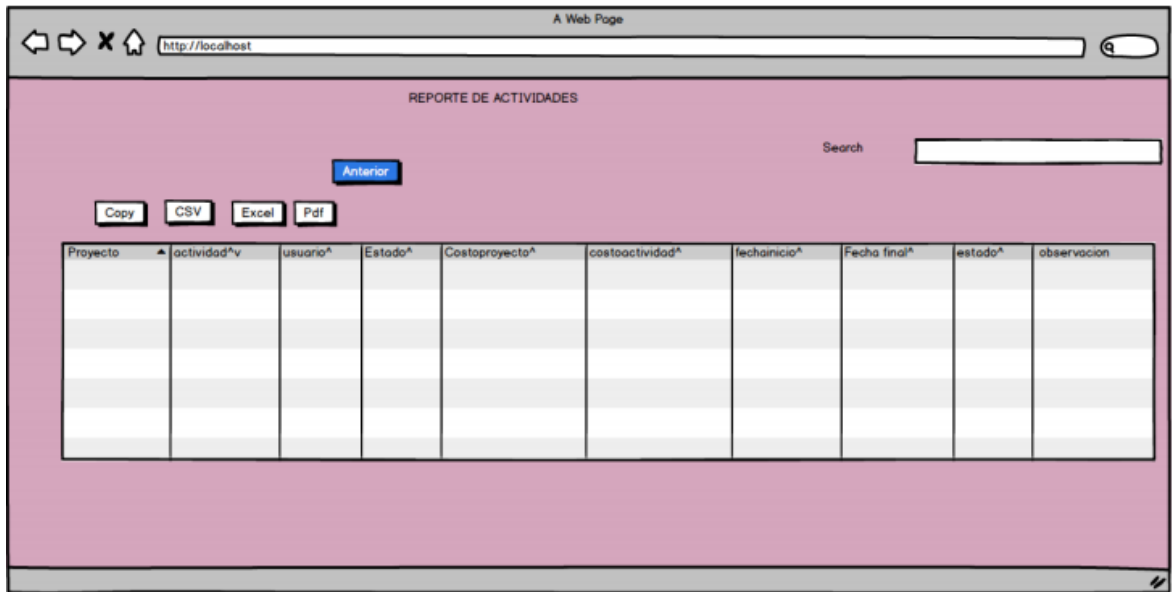 A Web Page
http://localhost
REPORTE DE ACTIVIDADES
Search
Anterior
Copy CSV Excel Pdf
Proyecto actividad^v usuario^ Estado^ Costoproyecto^ costoactividad^ fechainicio^ Fecha final^ estado^ observacion